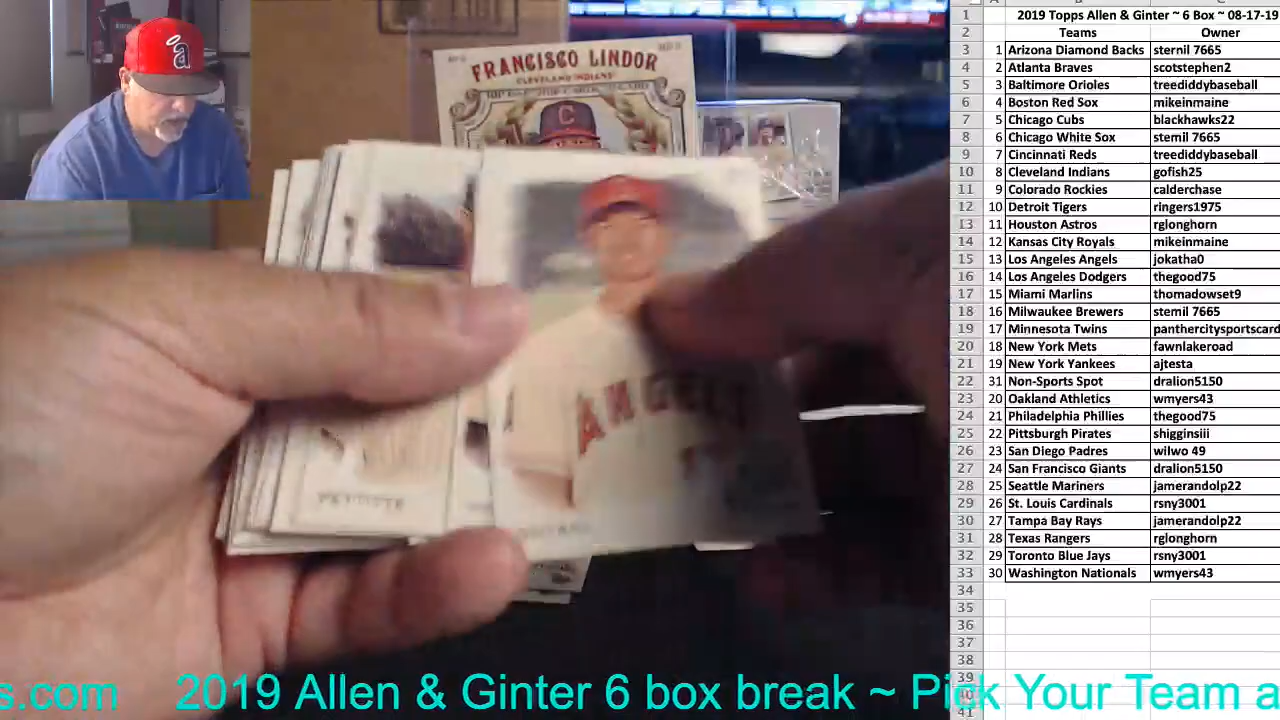 FRANCISCO LINDOR
CLEVELAND INDIANS
C
a
ANGELS
2019 Topps Allen & Ginter ~ 6 Box ~ 08-17-19
Teams Owner
1 Arizona Diamond Backs sternil 7665
2 Atlanta Braves scotstephen2
3 Baltimore Orioles treediddybaseball
4 Boston Red Sox mikeinmaine
5 Chicago Cubs blackhawks22
6 Chicago White Sox sternil 7665
7 Cincinnati Reds treediddybaseball
8 Cleveland Indians gofish25
9 Colorado Rockies calderchase
10 Detroit Tigers ringers1975
11 Houston Astros rglonghorn
12 Kansas City Royals mikeinmaine
13 Los Angeles Angels jokatha0
14 Los Angeles Dodgers thegood75
15 Miami Marlins thomadowset9
16 Milwaukee Brewers sternil 7665
17 Minnesota Twins panthercitysportscard
18 New York Mets fawnlakeroad
19 New York Yankees ajtesta
31 Non-Sports Spot dralion5150
20 Oakland Athletics wmyers43
21 Philadelphia Phillies thegood75
22 Pittsburgh Pirates shigginsiii
23 San Diego Padres wilwo 49
24 San Francisco Giants dralion5150
25 Seattle Mariners jamerandolp22
26 St. Louis Cardinals rsny3001
27 Tampa Bay Rays jamerandolp22
28 Texas Rangers rglonghorn
29 Toronto Blue Jays rsny3001
30 Washington Nationals wmyers43
s.com 2019 Allen & Ginter 6 box break ~ Pick Your Team a